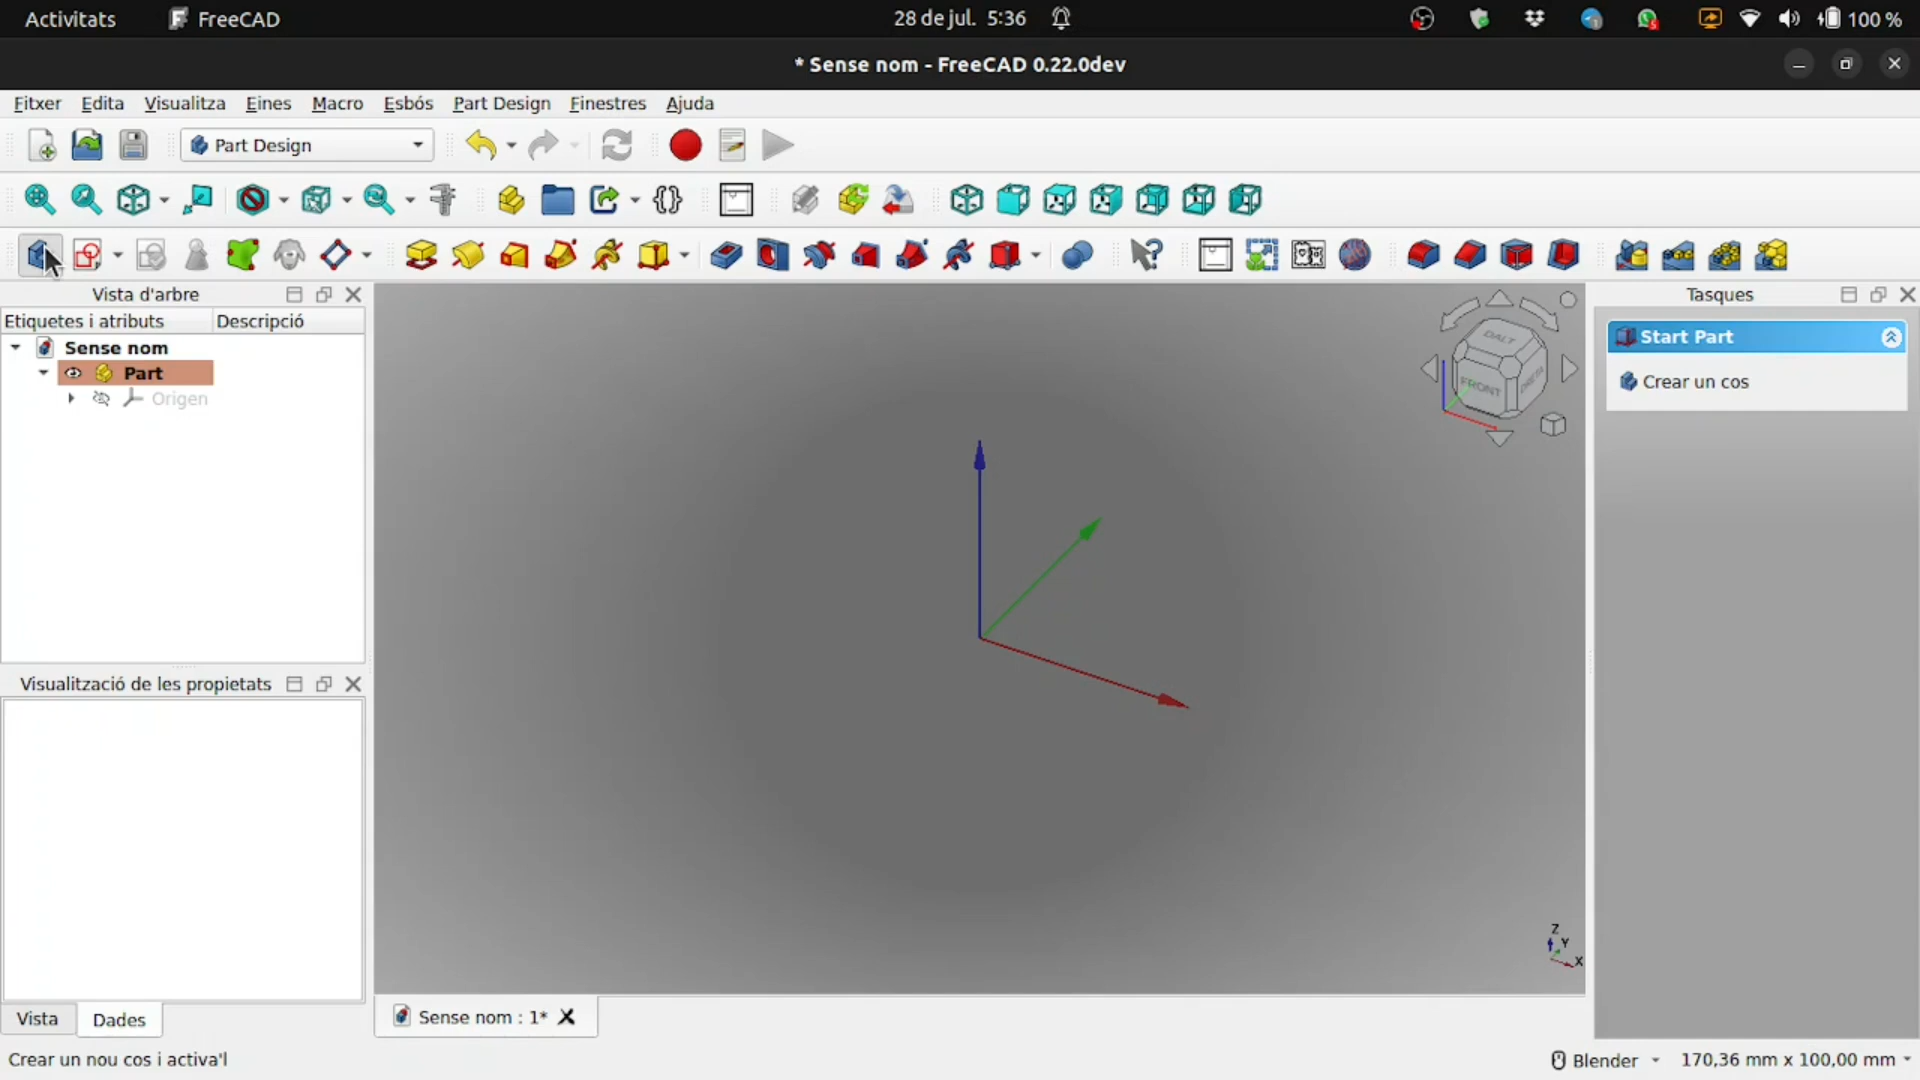 Activitats FreeCAD 28 de jul. 5:36 100 %
* Sense nom - FreeCAD 0.22.0dev
Fitxer Edita Visualitza Eines Macro Esbós Part Design Finestres Ajuda
Part Design
Vista d'arbre
Etiquetes i atributs Descripció
Sense nom
Part
Origen
DALT
FRONT
DRETA
Tasques
Start Part
Crear un cos
Z
Y
X
Visualització de les propietats
Vista Dades
Sense nom : 1*
Crear un nou cos i activa'l
Blender 170,36 mm x 100,00 mm